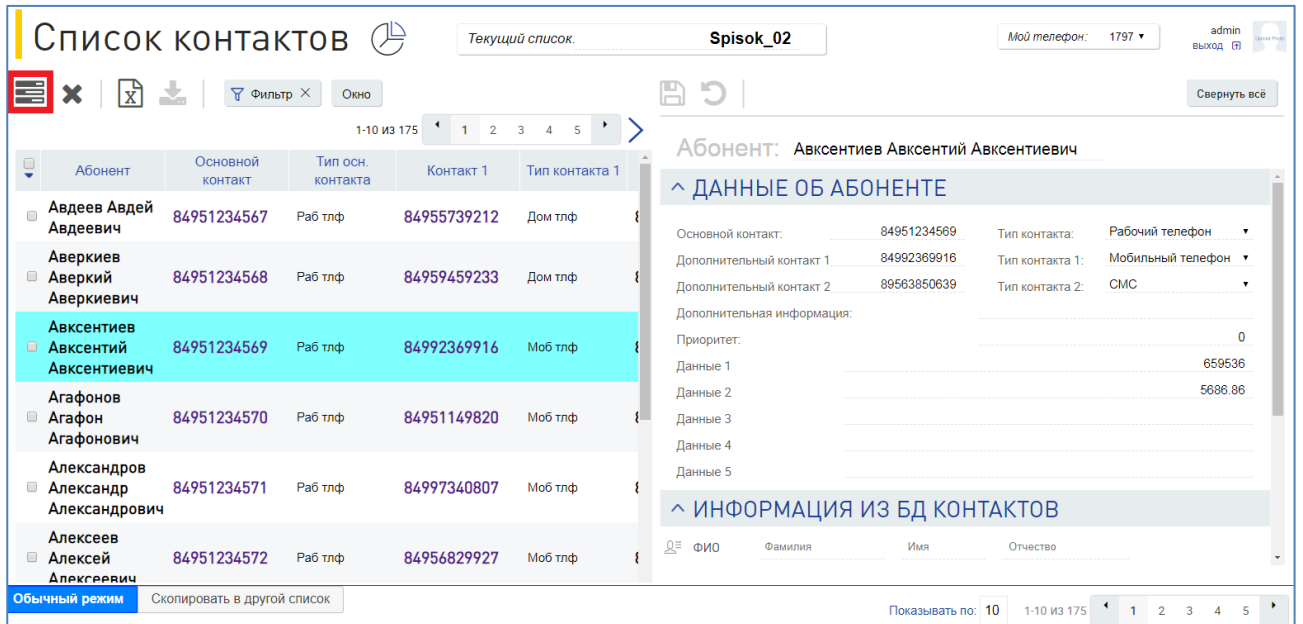 Список контактов
Текущий список.
Spisok_02
Мой телефон: 1797
admin
выход
Фильтр
Окно
Свернуть всё
1-10 из 175
1 2 3 4 5
Абонент
Основной контакт
Тип осн. контакта
Контакт 1
Тип контакта 1
Авдеев Авдей Авдеевич
84951234567
Раб тлф
84955739212
Дом тлф
Аверкиев Аверкий Аверкиевич
84951234568
Раб тлф
84959459233
Дом тлф
Авксентиев Авксентий Авксентиевич
84951234569
Раб тлф
84992369916
Моб тлф
Агафонов Агафон Агафонович
84951234570
Раб тлф
84951149820
Моб тлф
Александров Александр Александрович
84951234571
Раб тлф
84997340807
Моб тлф
Алексеев Алексей Алексеевич
84951234572
Раб тлф
84956829927
Моб тлф
Абонент: Авксентиев Авксентий Авксентиевич
ДАННЫЕ ОБ АБОНЕНТЕ
Основной контакт: 84951234569 Тип контакта: Рабочий телефон
Дополнительный контакт 1 84992369916 Тип контакта 1: Мобильный телефон
Дополнительный контакт 2 89563850639 Тип контакта 2: СМС
Дополнительная информация:
Приоритет: 0
Данные 1 659536
Данные 2 5686.86
Данные 3
Данные 4
Данные 5
ИНФОРМАЦИЯ ИЗ БД КОНТАКТОВ
ФИО Фамилия Имя Отчество
Обычный режим
Скопировать в другой список
Показывать по: 10 1-10 из 175 1 2 3 4 5